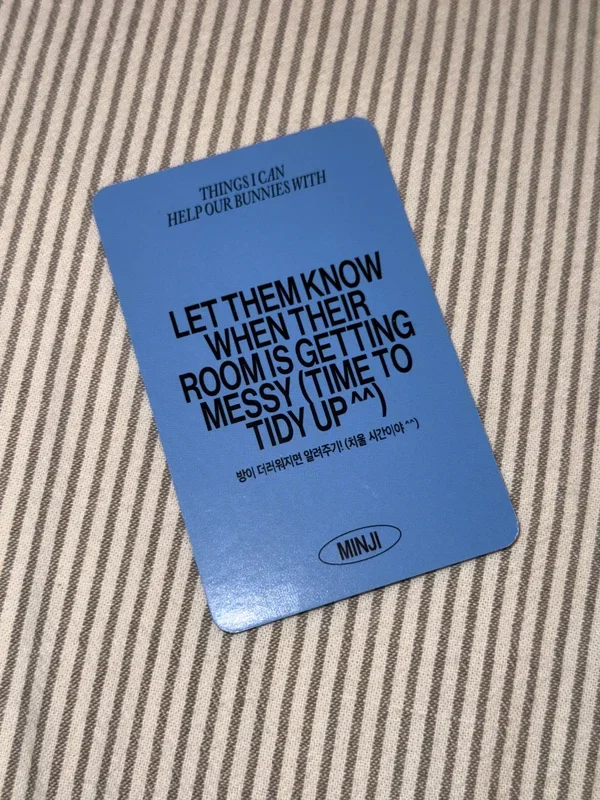 THINGS I CAN
HELP OUR BUNNIES WITH
LET THEM KNOW
WHEN THEIR
ROOM IS GETTING
MESSY (TIME TO
TIDY UP ^^)
방이 더러워지면 알려주기! (치울 시간이야 ^^)
MINJI